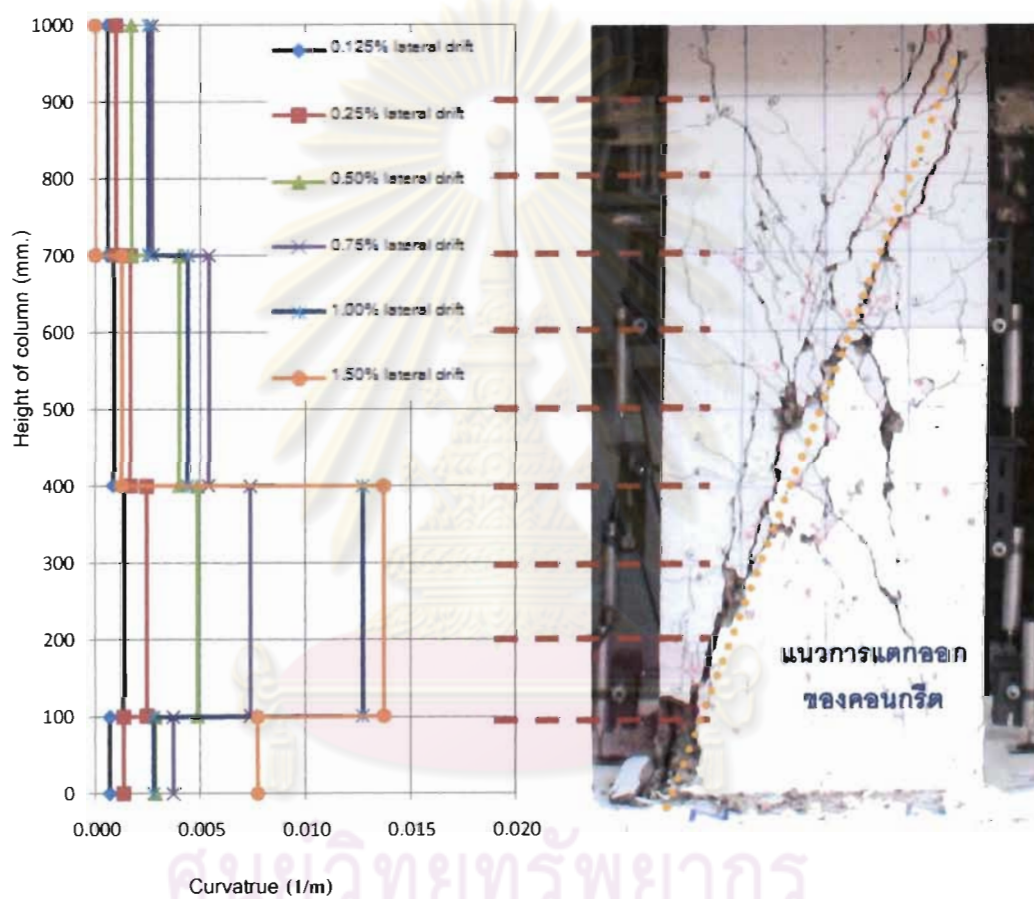 1000
900
800
700
600
500
400
300
200
100
0
Height of column (mm.)
0.125% lateral drift
0.25% lateral drift
0.50% lateral drift
0.75% lateral drift
1.00% lateral drift
1.50% lateral drift
0.000 0.005 0.010 0.015 0.020
Curvatrue (1/m)
แนวการแตกออก
ของคอนกรีต
ศูนย์วิทยทรัพยากร